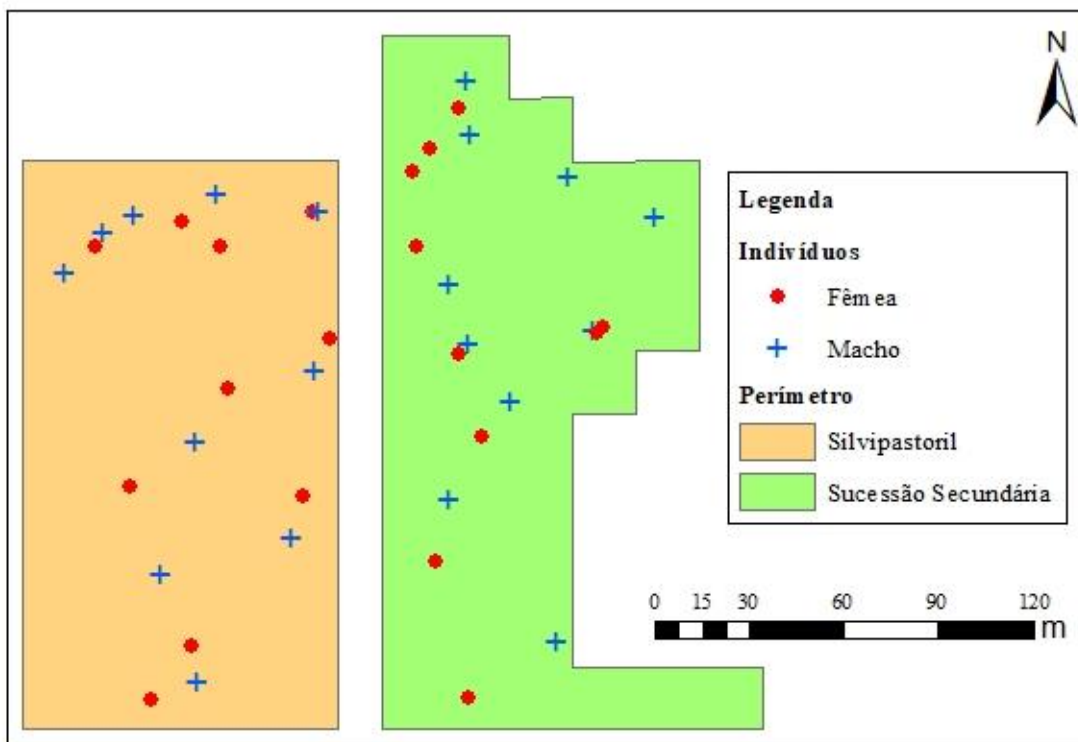 N
Legenda
Indivíduos
Fêmea
Macho
Perímetro
Silvipastoril
Sucessão Secundária
0 15 30 60 90 120
m